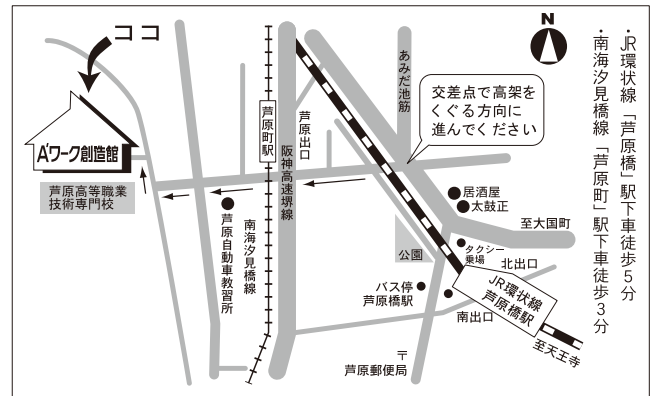 ココ
A'ワーク創造館
芦原高等職業
技術専門校
芦原自動車教習所
南海汐見橋線
芦原町駅
阪神高速堺線
芦原出口
あみだ池筋
N
交差点で高架を
くぐる方向に
進んでください
居酒屋
太鼓正
至大国町
タクシー
乗場
北出口
公園
バス停
芦原橋駅
JR環状線
芦原橋駅
南出口
至天王寺
〒
芦原郵便局
・JR環状線「芦原橋」駅下車徒歩5分
・南海汐見橋線「芦原町」駅下車徒歩3分